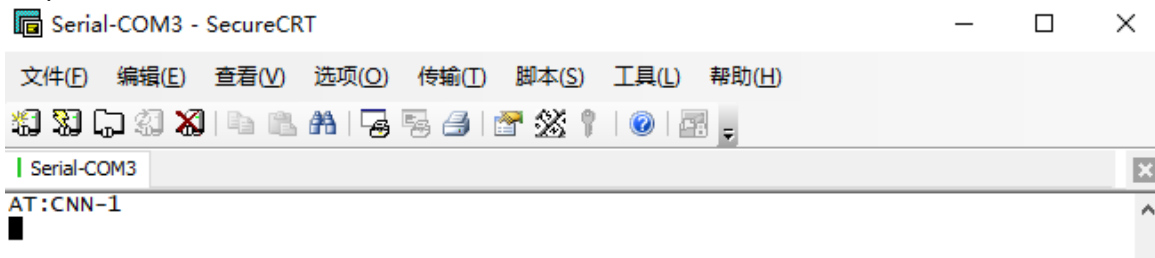 Serial-COM3 - SecureCRT
文件(F) 编辑(E) 查看(V) 选项(O) 传输(T) 脚本(S) 工具(L) 帮助(H)
Serial-COM3
AT:CNN-1